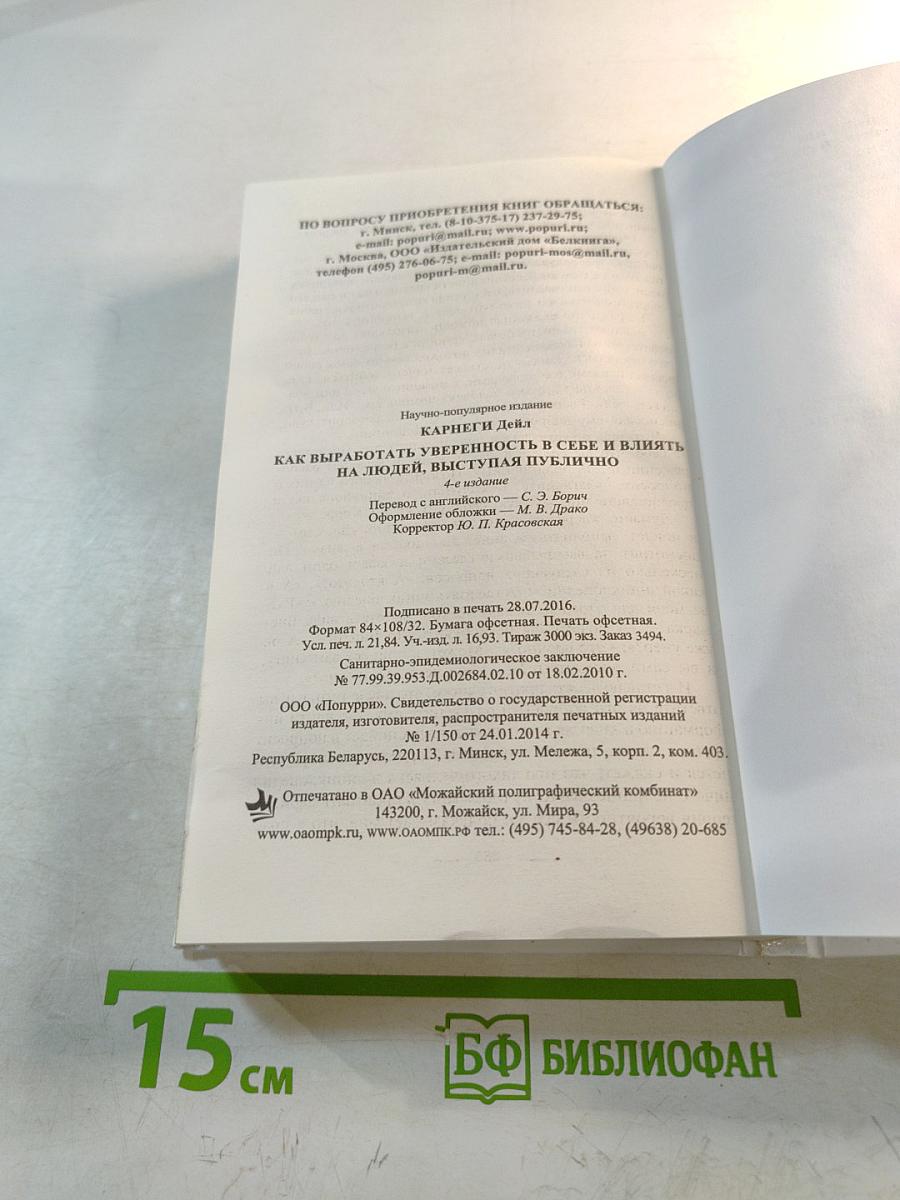 ПО ВОПРОСУ ПРИОБРЕТЕНИЯ КНИГ ОБРАЩАТЬСЯ:
г. Минск, тел. (8-10-375-17) 237-29-75;
e-mail: popuri@mail.ru; www.popuri.ru;
г. Москва, ООО «Издательский дом «Белкнига»,
телефон (495) 276-06-75; e-mail: popuri-mos@mail.ru,
popuri-m@mail.ru.
Научно-популярное издание
КАРНЕГИ Дейл
КАК ВЫРАБОТАТЬ УВЕРЕННОСТЬ В СЕБЕ И ВЛИЯТЬ
НА ЛЮДЕЙ, ВЫСТУПАЯ ПУБЛИЧНО
4-е издание
Перевод с английского — С. Э. Борич
Оформление обложки — М. В. Драко
Корректор Ю. П. Красовская
Подписано в печать 28.07.2016.
Формат 84×108/32. Бумага офсетная. Печать офсетная.
Усл. печ. л. 21,84. Уч.-изд. л. 16,93. Тираж 3000 экз. Заказ 3494.
Санитарно-эпидемиологическое заключение
№ 77.99.39.953.Д.002684.02.10 от 18.02.2010 г.
ООО «Попурри». Свидетельство о государственной регистрации
издателя, изготовителя, распространителя печатных изданий
№ 1/150 от 24.01.2014 г.
Республика Беларусь, 220113, г. Минск, ул. Мележа, 5, корп. 2, ком. 403.
Отпечатано в ОАО «Можайский полиграфический комбинат»
143200, г. Можайск, ул. Мира, 93
www.oaompk.ru, www.ОАОМПК.РФ тел.: (495) 745-84-28, (49638) 20-685
15 см
БФ БИБЛИОФАН